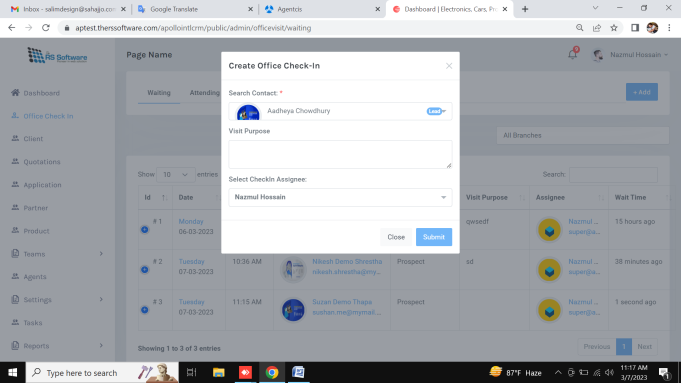 Inbox - salimdesign@sahajjo.com
Google Translate
Agentcis
Dashboard | Electronics, Cars, Pr
aptest.therssoftware.com/apollointlcrm/public/admin/officevisit/waiting
RS Software
Page Name
Nazmul Hossain
Dashboard
Office Check In
Client
Quotations
Application
Partner
Product
Teams
Agents
Settings
Tasks
Reports
Waiting
Attending
+ Add
All Branches
Show 10 entries
Search:
Id
Date
Visit Purpose
Assignee
Wait Time
# 1
Monday
06-03-2023
qwsedf
Nazmul ...
super@a...
15 hours ago
# 2
Tuesday
07-03-2023
10:36 AM
Nikesh Demo Shrestha
nikesh.shrestha@my...
Prospect
sd
Nazmul ...
super@a...
38 minutes ago
# 3
Tuesday
07-03-2023
11:15 AM
Suzan Demo Thapa
sushan.me@mymail....
Prospect
Nazmul ...
super@a...
1 second ago
Showing 1 to 3 of 3 entries
Previous
1
Next
Create Office Check-In
Search Contact: *
Aadheya Chowdhury
Lead
Visit Purpose
Select CheckIn Assignee:
Nazmul Hossain
Close
Submit
Type here to search
87°F Haze
11:17 AM
3/7/2023